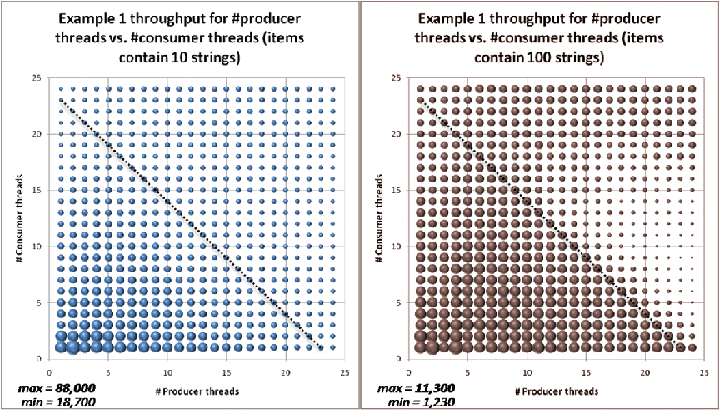 Example 1 throughput for #producer
threads vs. #consumer threads (items
contain 10 strings)
25
20
15
10
5
0
# Consumer threads
0
5
10
15
20
25
# Producer threads
max = 88,000
min = 18,700
Example 1 throughput for #producer
threads vs. #consumer threads (items
contain 100 strings)
25
20
15
10
5
0
# Consumer threads
0
5
10
15
20
25
# Producer threads
max = 11,300
min = 1,230